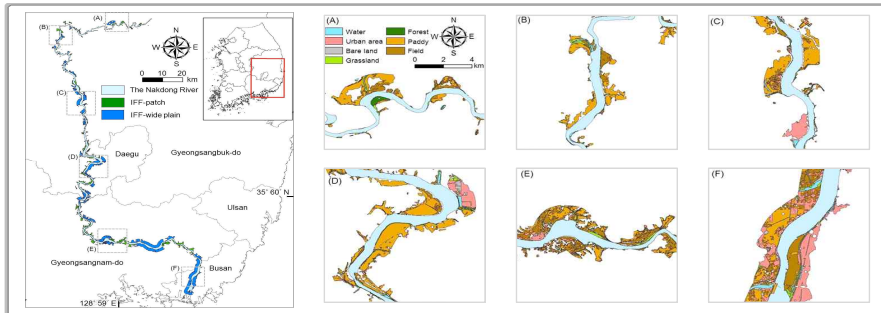 (A)
(B)
N
W
E
S
0 10 20
km
(C)
The Nakdong River
IFF-patch
IFF-wide plain
(D)
Daegu
Gyeongsangbuk-do
35° 60´ N
Ulsan
(E)
Gyeongsangnam-do
(F)
Busan
128° 59´ E
(A)
Water
Forest
Urban area
Paddy
Bare land
Field
Grassland
N
W
E
S
0 2 4
km
(B)
(C)
(D)
(E)
(F)